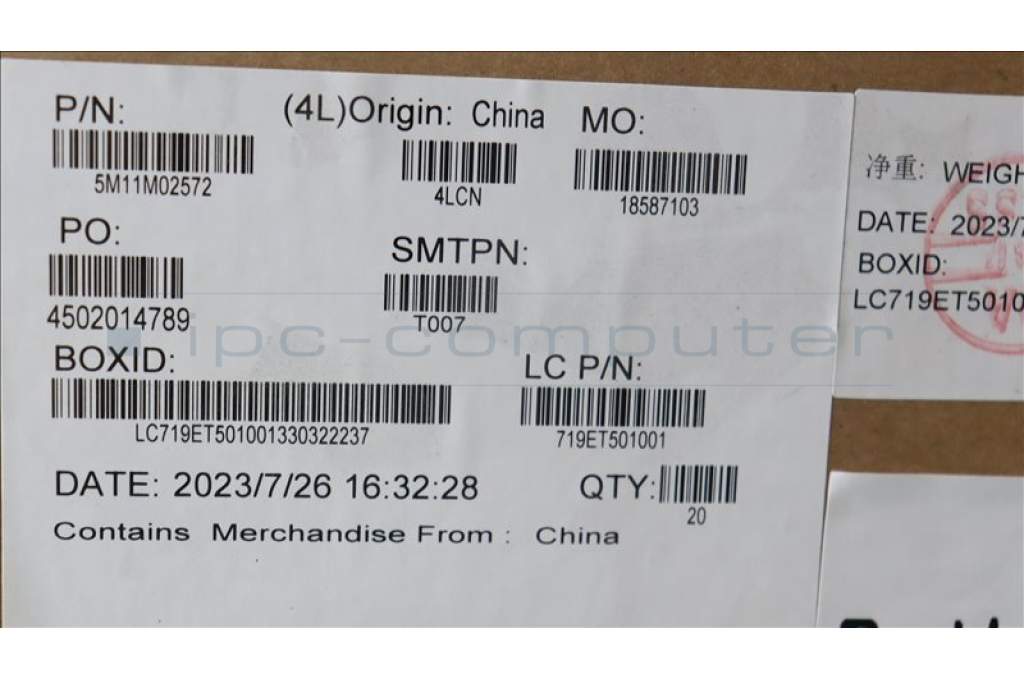 P/N:
5M11M02572
(4L)Origin: China
4LCN
MO:
18587103
PO:
4502014789
SMTPN:
T007
BOXID:
LC719ET501001330322237
LC P/N:
719ET501001
DATE: 2023/7/26 16:32:28
QTY:
20
Contains Merchandise From : China
净重: WEIGH
DATE: 2023/7
BOXID:
LC719ET5010
ipc-computer